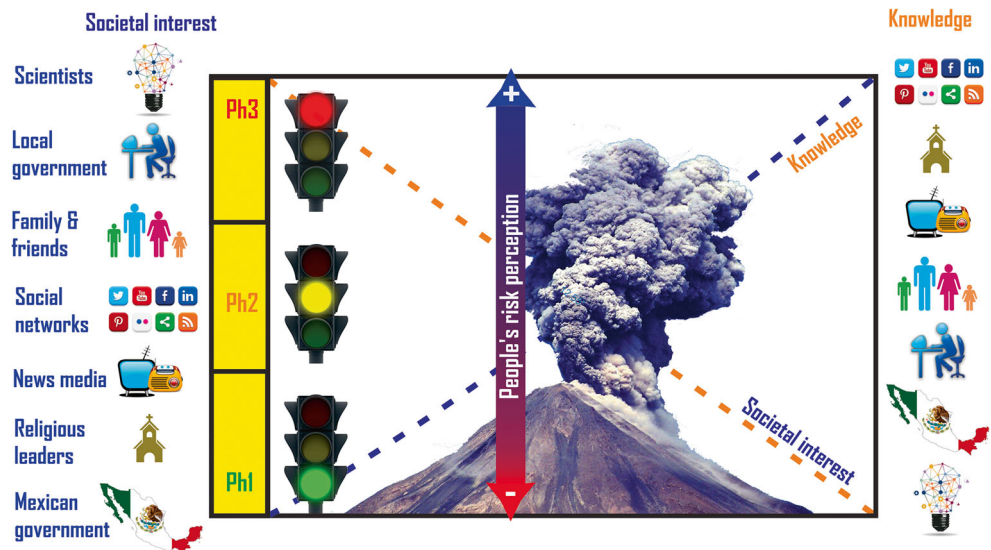 Societal interest
Knowledge
Scientists
Local
government
Family &
friends
Social
networks
News media
Religious
leaders
Mexican
government
Ph3
Ph2
Ph1
+
People's risk perception
-
Knowledge
Societal interest